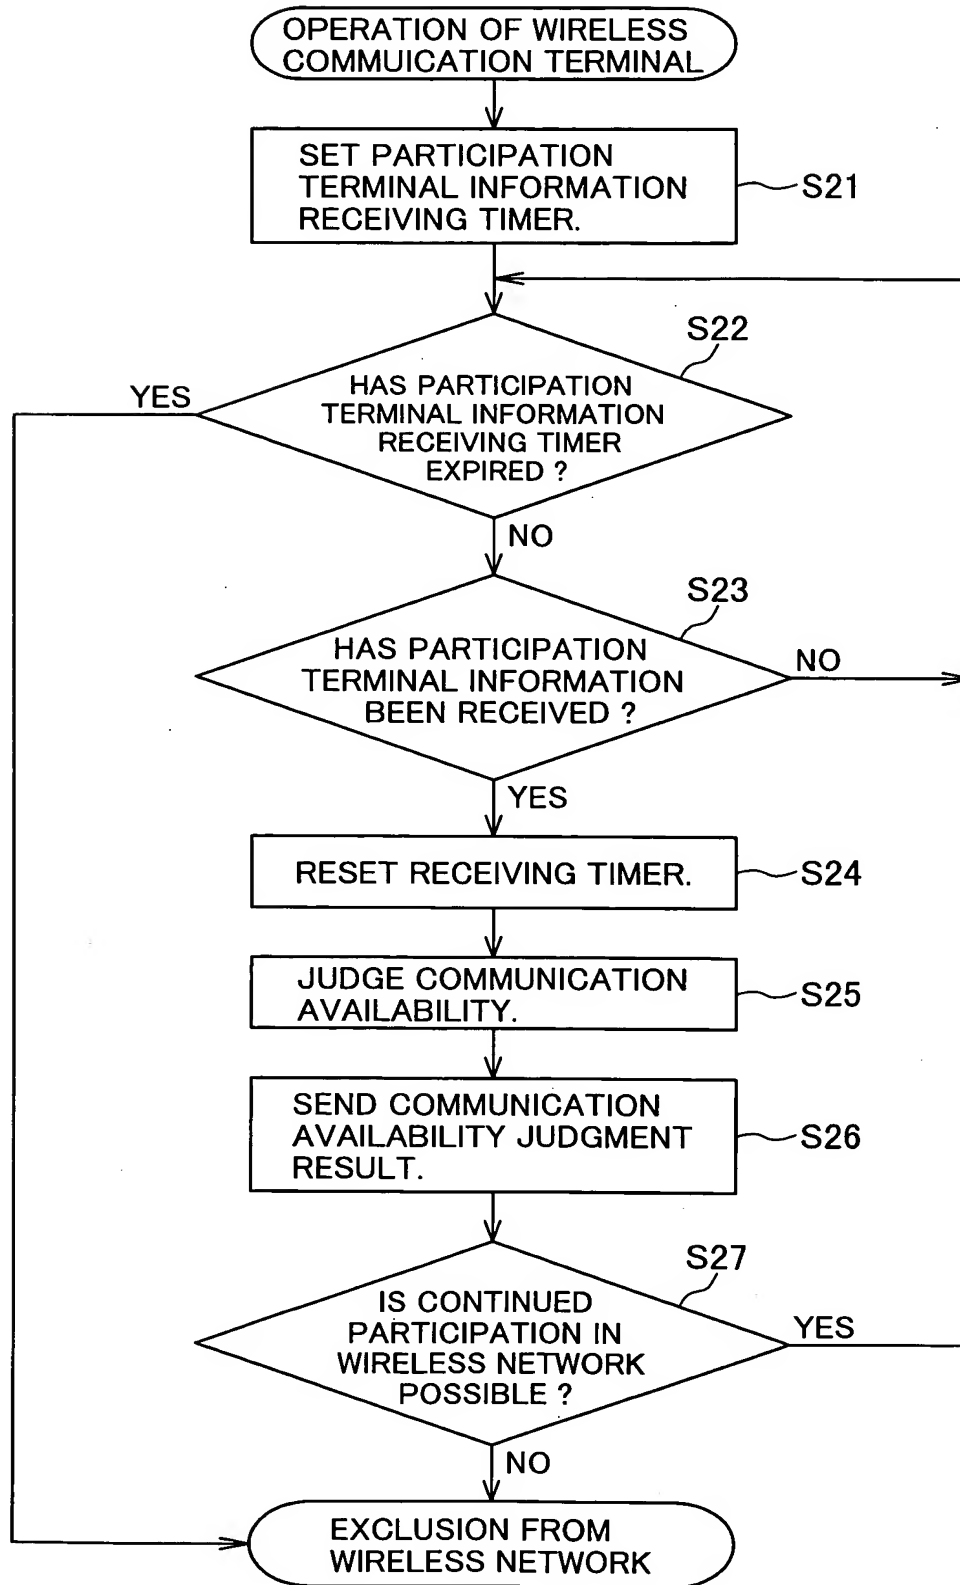 OPERATION OF WIRELESS
COMMUICATION TERMINAL
SET PARTICIPATION
TERMINAL INFORMATION
RECEIVING TIMER.
S21
S22
YES
HAS PARTICIPATION
TERMINAL INFORMATION
RECEIVING TIMER
EXPIRED ?
NO
S23
HAS PARTICIPATION
TERMINAL INFORMATION
BEEN RECEIVED ?
NO
YES
RESET RECEIVING TIMER.
S24
JUDGE COMMUNICATION
AVAILABILITY.
S25
SEND COMMUNICATION
AVAILABILITY JUDGMENT
RESULT.
S26
S27
IS CONTINUED
PARTICIPATION IN
WIRELESS NETWORK
POSSIBLE ?
YES
NO
EXCLUSION FROM
WIRELESS NETWORK